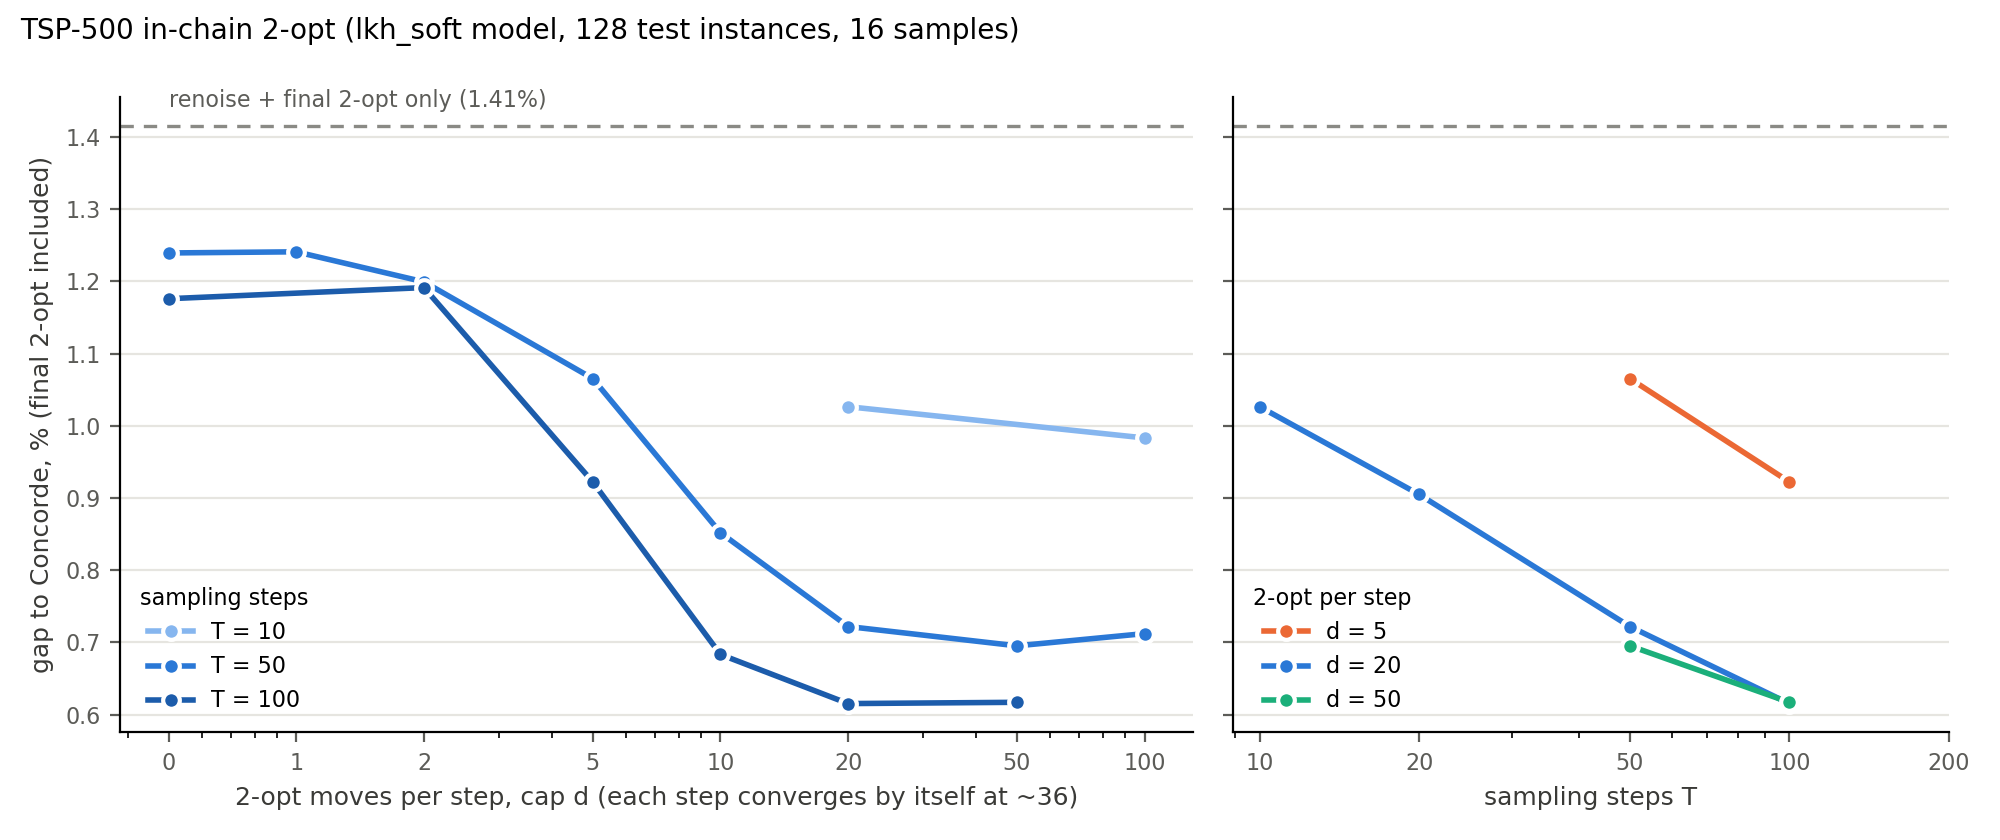 TSP-500 in-chain 2-opt (lkh_soft model, 128 test instances, 16 samples)
renoise + final 2-opt only (1.41%)
gap to Concorde, % (final 2-opt included)
1.4
1.3
1.2
1.1
1.0
0.9
0.8
0.7
0.6
sampling steps
T = 10
T = 50
T = 100
0 1 2 5 10 20 50 100
2-opt moves per step, cap d (each step converges by itself at ~36)
2-opt per step
d = 5
d = 20
d = 50
10 20 50 100 200
sampling steps T